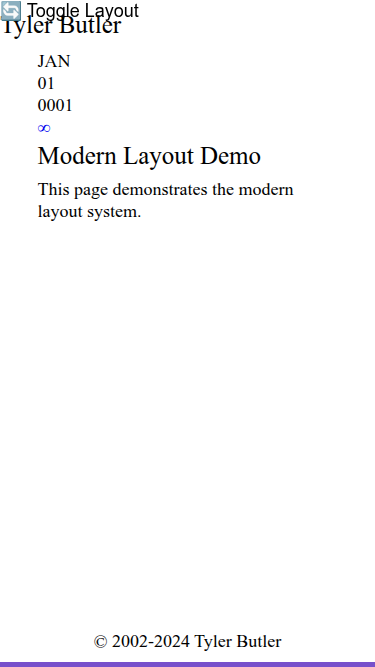 🔄 Toggle Layout
Tyler Butler
JAN
01
0001
∞
Modern Layout Demo
This page demonstrates the modern
layout system.
© 2002-2024 Tyler Butler